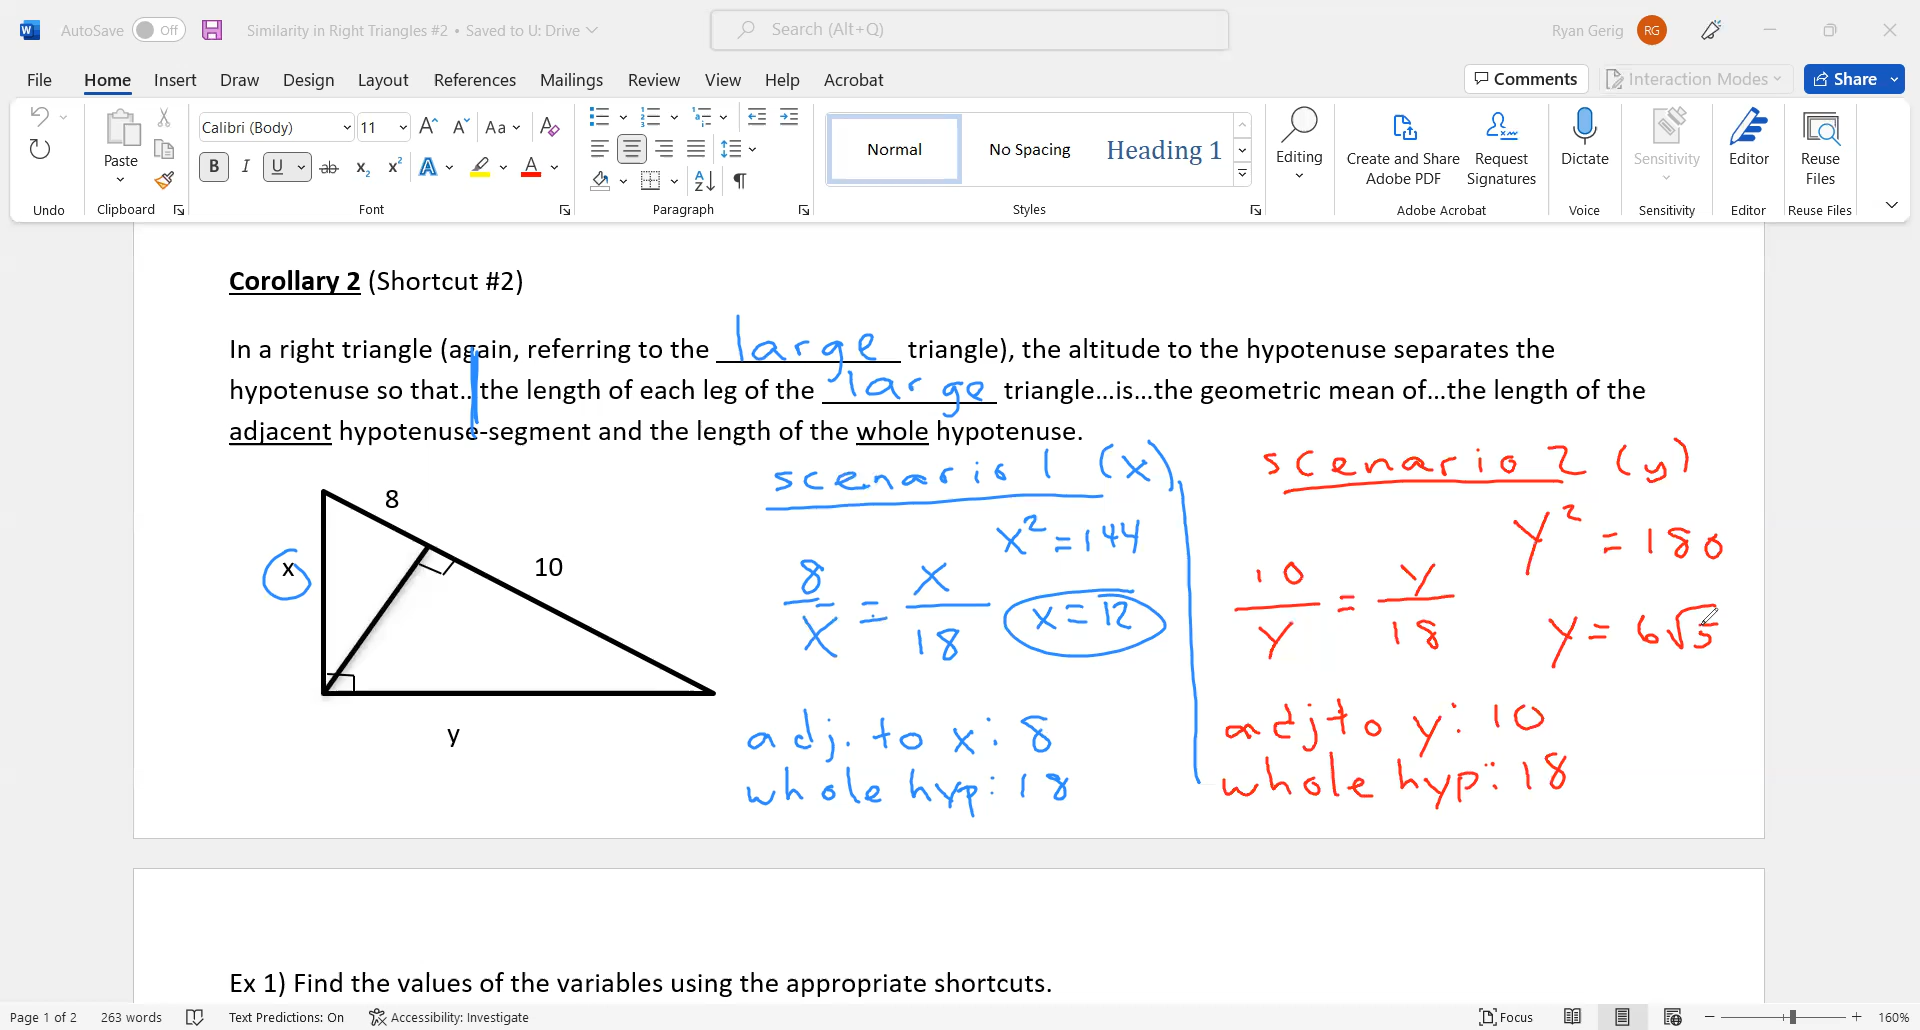 AutoSave Off Similarity in Right Triangles #2 • Saved to U: Drive Search (Alt+Q) Ryan Gerig RG
File Home Insert Draw Design Layout References Mailings Review View Help Acrobat Comments Interaction Modes Share
Calibri (Body) 11 Aa
Paste B I U ab x₂ x² A A Normal No Spacing Heading 1 Editing Create and Share Adobe PDF Request Signatures Dictate Sensitivity Editor Reuse Files
Undo Clipboard Font Paragraph Styles Adobe Acrobat Voice Sensitivity Editor Reuse Files
Corollary 2 (Shortcut #2)
In a right triangle (again, referring to the large triangle), the altitude to the hypotenuse separates the
hypotenuse so that...the length of each leg of the large triangle...is...the geometric mean of...the length of the
adjacent hypotenuse-segment and the length of the whole hypotenuse.
8
x
10
y
scenario 1 (x)
x² = 144
8/x = x/18
x = 12
adj. to x: 8
whole hyp: 18
scenario 2 (y)
y² = 180
10/y = y/18
y = 6√5
adj to y: 10
whole hyp: 18
Ex 1) Find the values of the variables using the appropriate shortcuts.
Page 1 of 2 263 words Text Predictions: On Accessibility: Investigate Focus 160%